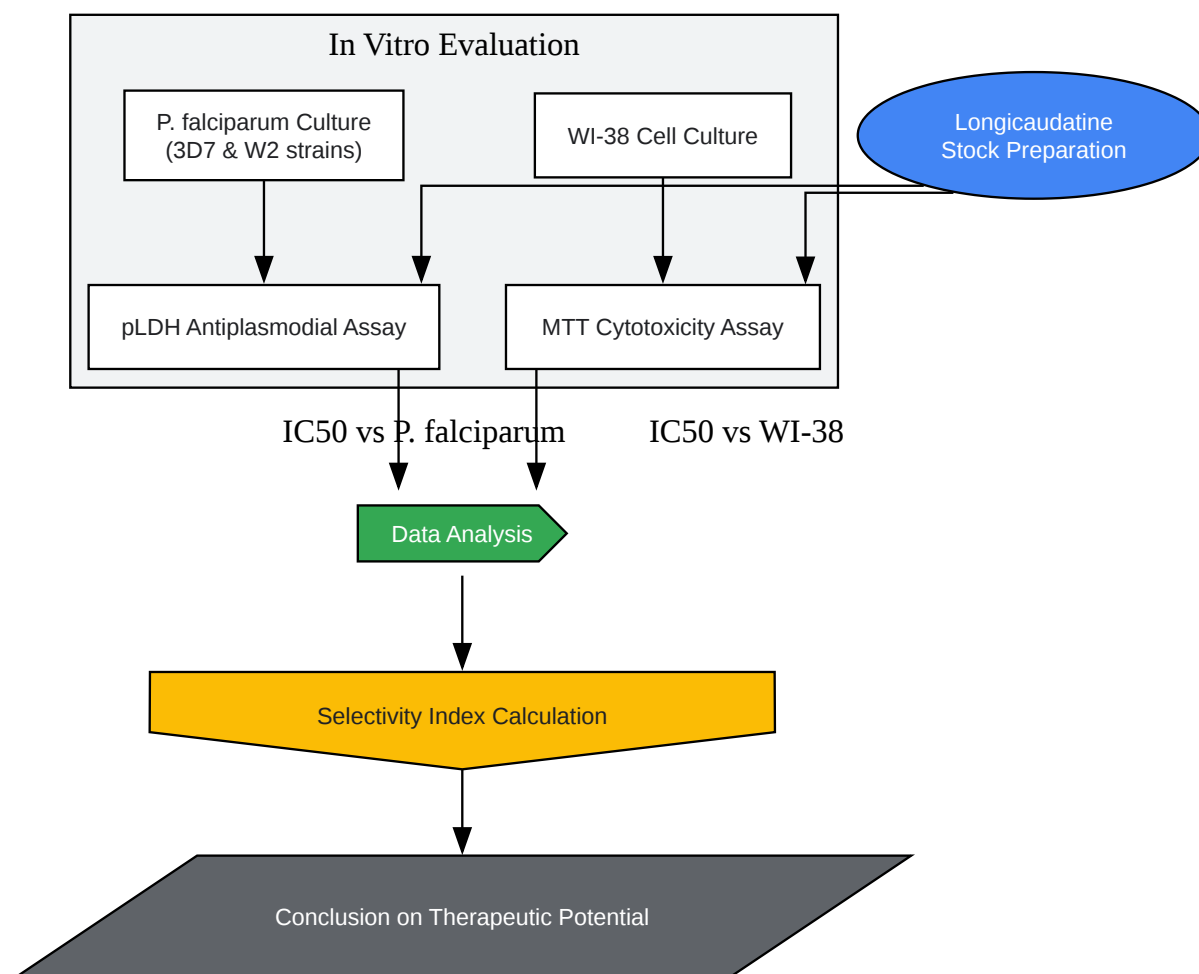 In Vitro Evaluation
P. falciparum Culture
(3D7 & W2 strains)
WI-38 Cell Culture
Longicaudatine
Stock Preparation
pLDH Antiplasmodial Assay
MTT Cytotoxicity Assay
IC50 vs P. falciparum
IC50 vs WI-38
Data Analysis
Selectivity Index Calculation
Conclusion on Therapeutic Potential